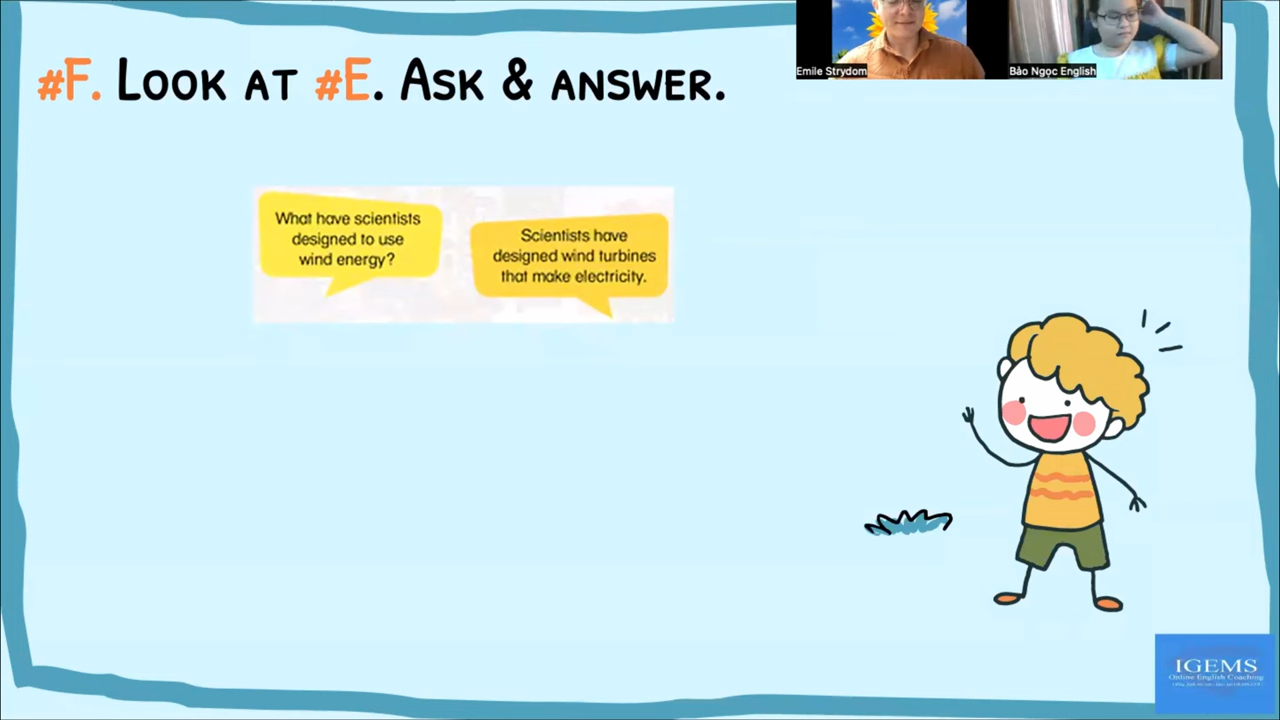 #F. LOOK AT #E. ASK & ANSWER.
Emile Strydom
Bảo Ngọc English
What have scientists
designed to use
wind energy?
Scientists have
designed wind turbines
that make electricity.
IGEMS
Online English Coaching